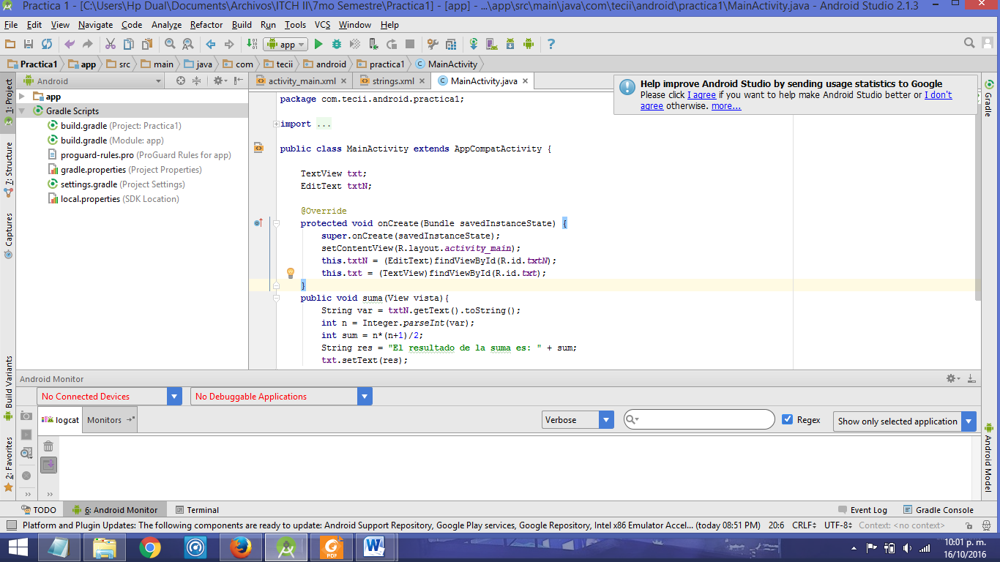 Practica 1 - [C:\Users\Hp Dual\Documents\Archivos\ITCH II\7mo Semestre\Practica1] - [app] - ...\app\src\main\java\com\tecii\android\practica1\MainActivity.java - Android Studio 2.1.3
File Edit View Navigate Code Analyze Refactor Build Run Tools VCS Window Help
app
Practica1 app src main java com tecii android practica1 MainActivity
Android
activity_main.xml strings.xml MainActivity.java
Help improve Android Studio by sending usage statistics to Google
Please click I agree if you want to help make Android Studio better or I don't
agree otherwise. more...
1: Project
7: Structure
Captures
Build Variants
2: Favorites
app
Gradle Scripts
build.gradle (Project: Practica1)
build.gradle (Module: app)
proguard-rules.pro (ProGuard Rules for app)
gradle.properties (Project Properties)
settings.gradle (Project Settings)
local.properties (SDK Location)
package com.tecii.android.practica1;
import ...
public class MainActivity extends AppCompatActivity {
TextView txt;
EditText txtN;
@Override
protected void onCreate(Bundle savedInstanceState) {
super.onCreate(savedInstanceState);
setContentView(R.layout.activity_main);
this.txtN = (EditText)findViewById(R.id.txtN);
this.txt = (TextView)findViewById(R.id.txt);
}
public void suma(View vista){
String var = txtN.getText().toString();
int n = Integer.parseInt(var);
int sum = n*(n+1)/2;
String res = "El resultado de la suma es: " + sum;
txt.setText(res);
Gradle
Android Model
Android Monitor
No Connected Devices No Debuggable Applications
logcat Monitors Verbose Regex Show only selected application
TODO 6: Android Monitor Terminal Event Log Gradle Console
Platform and Plugin Updates: The following components are ready to update: Android Support Repository, Google Play services, Google Repository, Intel x86 Emulator Accel... (today 08:51 PM) 20:6 CRLF UTF-8 Context: <no context>
PDF
10:01 p. m.
16/10/2016